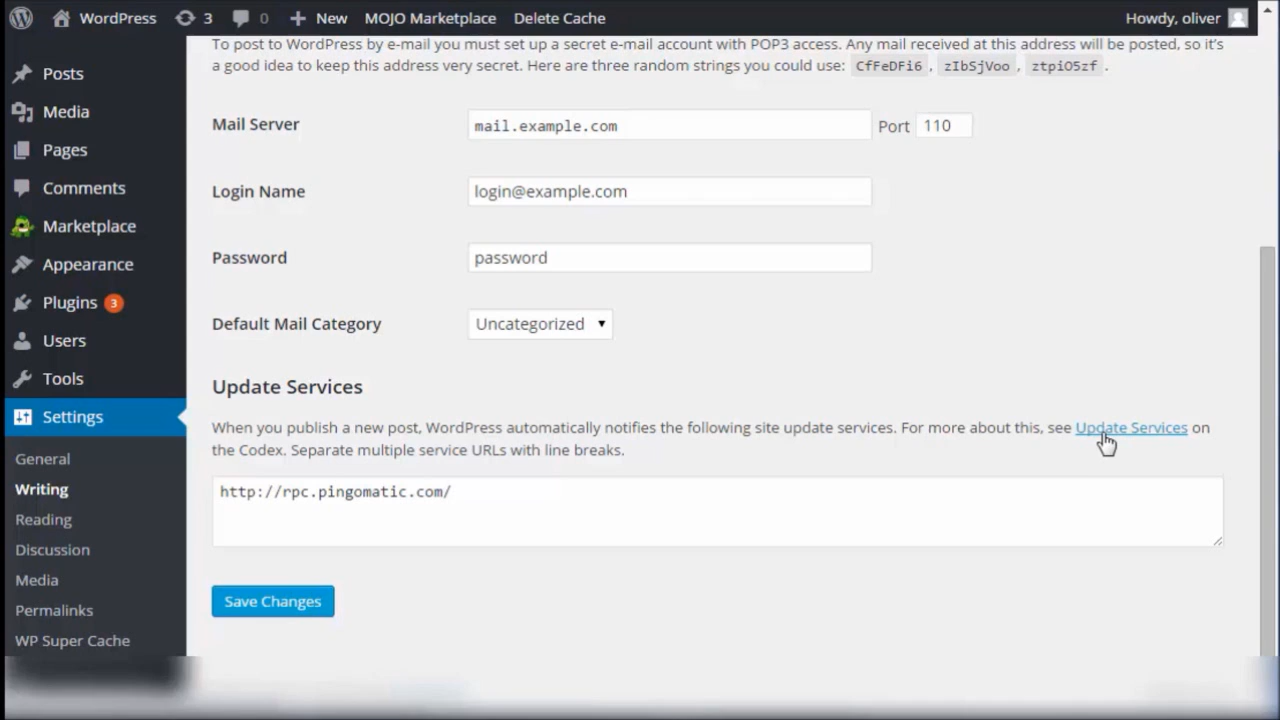 WordPress 3 0 New MOJO Marketplace Delete Cache Howdy, oliver
Posts
Media
Pages
Comments
Marketplace
Appearance
Plugins 3
Users
Tools
Settings
General
Writing
Reading
Discussion
Media
Permalinks
WP Super Cache
To post to WordPress by e-mail you must set up a secret e-mail account with POP3 access. Any mail received at this address will be posted, so it's
a good idea to keep this address very secret. Here are three random strings you could use: CfFeDFi6 , zIbSjVoo , ztpiO5zf .
Mail Server mail.example.com Port 110
Login Name login@example.com
Password password
Default Mail Category Uncategorized
Update Services
When you publish a new post, WordPress automatically notifies the following site update services. For more about this, see Update Services on
the Codex. Separate multiple service URLs with line breaks.
http://rpc.pingomatic.com/
Save Changes